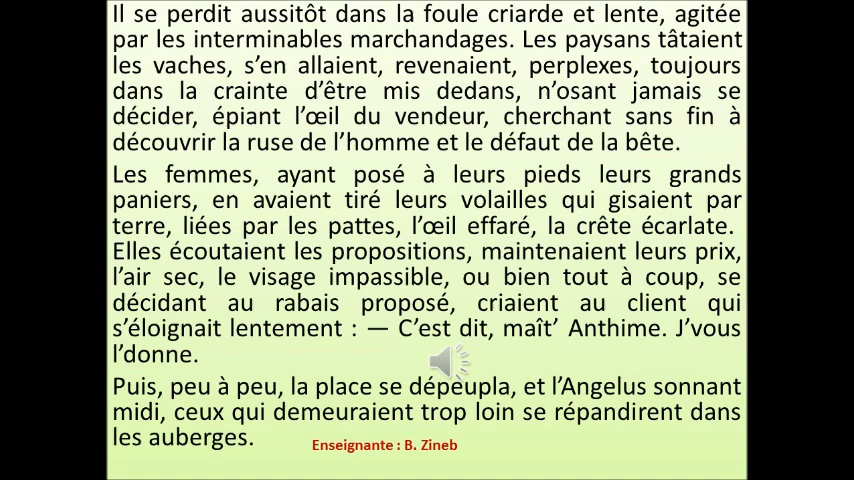 Il se perdit aussitôt dans la foule criarde et lente, agitée
par les interminables marchandages. Les paysans tâtaient
les vaches, s’en allaient, revenaient, perplexes, toujours
dans la crainte d’être mis dedans, n’osant jamais se
décider, épiant l’œil du vendeur, cherchant sans fin à
découvrir la ruse de l’homme et le défaut de la bête.
Les femmes, ayant posé à leurs pieds leurs grands
paniers, en avaient tiré leurs volailles qui gisaient par
terre, liées par les pattes, l’œil effaré, la crête écarlate.
Elles écoutaient les propositions, maintenaient leurs prix,
l’air sec, le visage impassible, ou bien tout à coup, se
décidant au rabais proposé, criaient au client qui
s’éloignait lentement : — C’est dit, maît’ Anthime. J’vous
l’donne.
Puis, peu à peu, la place se dépeupla, et l’Angelus sonnant
midi, ceux qui demeuraient trop loin se répandirent dans
les auberges.
Enseignante : B. Zineb